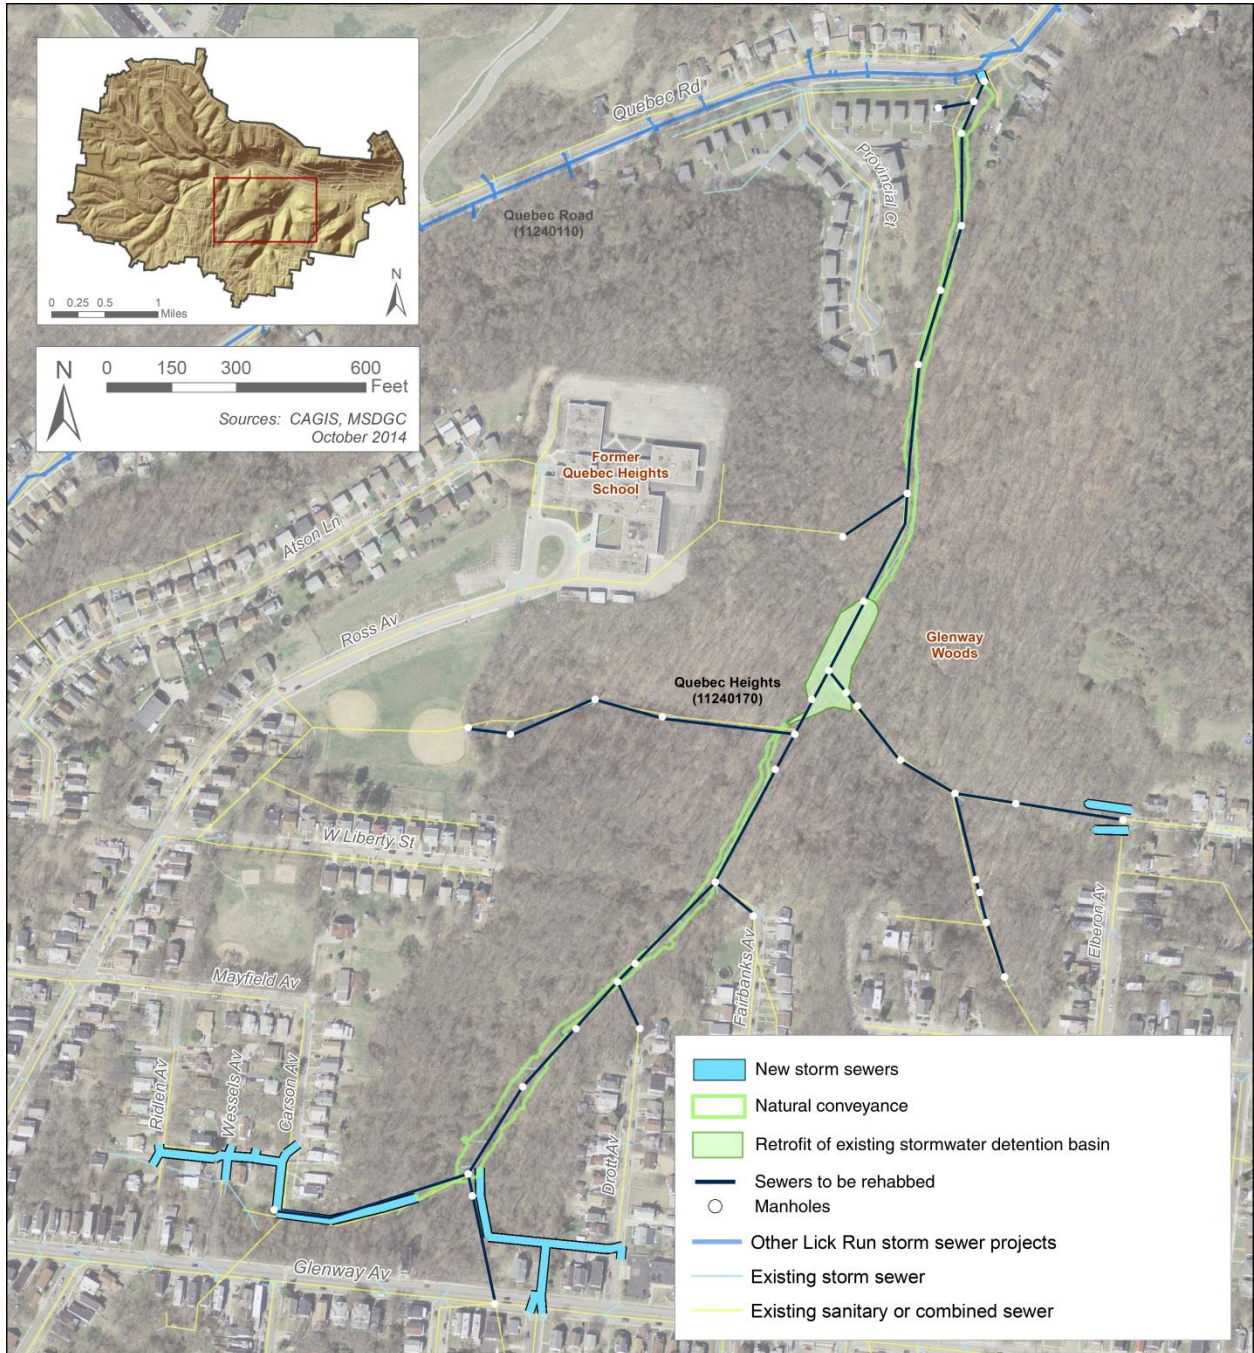 N
0 0.25 0.5 1
Miles
N
0 150 300 600
Feet
Sources: CAGIS, MSDGC
October 2014
Quebec Rd
Provincial Ct
Quebec Road
(11240110)
Former
Quebec Heights
School
Atson Ln
Ross Av
Glenway
Woods
Quebec Heights
(11240170)
W Liberty St
Mayfield Av
Fairbanks Av
Elberon Av
Ridlen Av
Wessels Av
Carson Av
Drott Av
Glenway Av
New storm sewers
Natural conveyance
Retrofit of existing stormwater detention basin
Sewers to be rehabbed
Manholes
Other Lick Run storm sewer projects
Existing storm sewer
Existing sanitary or combined sewer